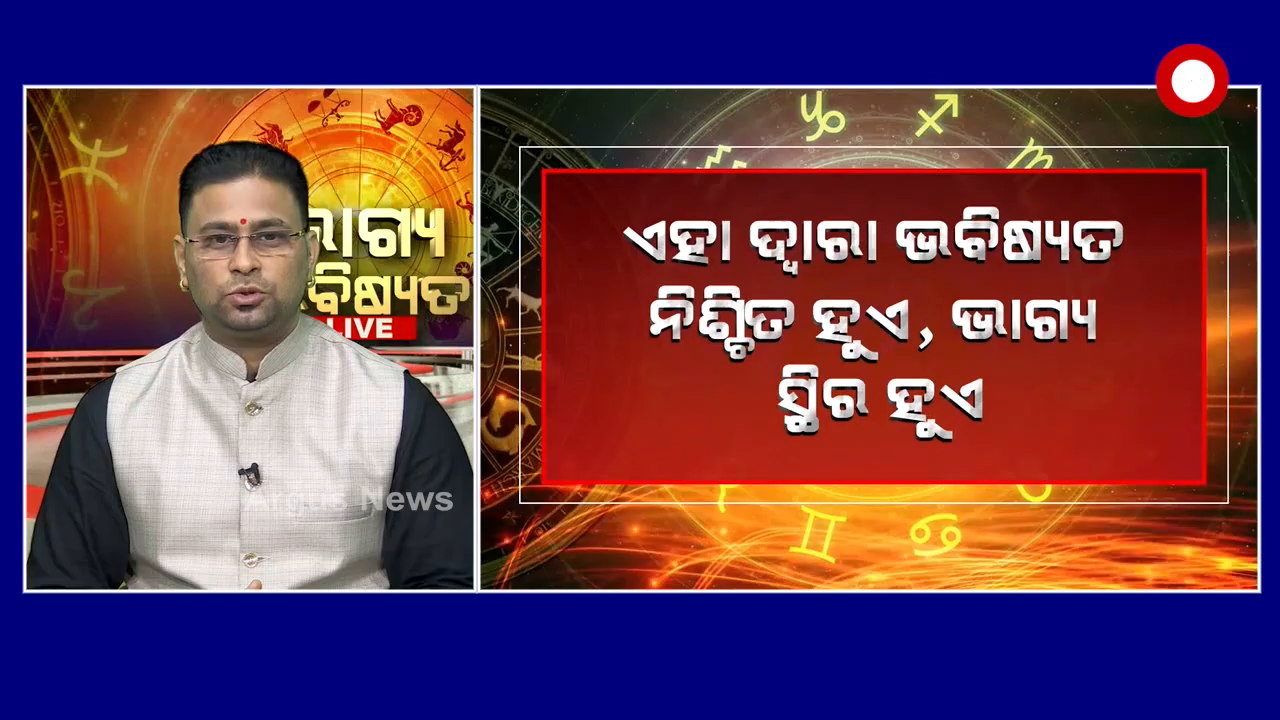 ଭାଗ୍ୟ
ଭବିଷ୍ୟତ
LIVE
Argus News
ଏହା ଦ୍ୱାରା ଭବିଷ୍ୟତ
ନିଶ୍ଚିତ ହୁଏ, ଭାଗ୍ୟ
ସ୍ଥିର ହୁଏ